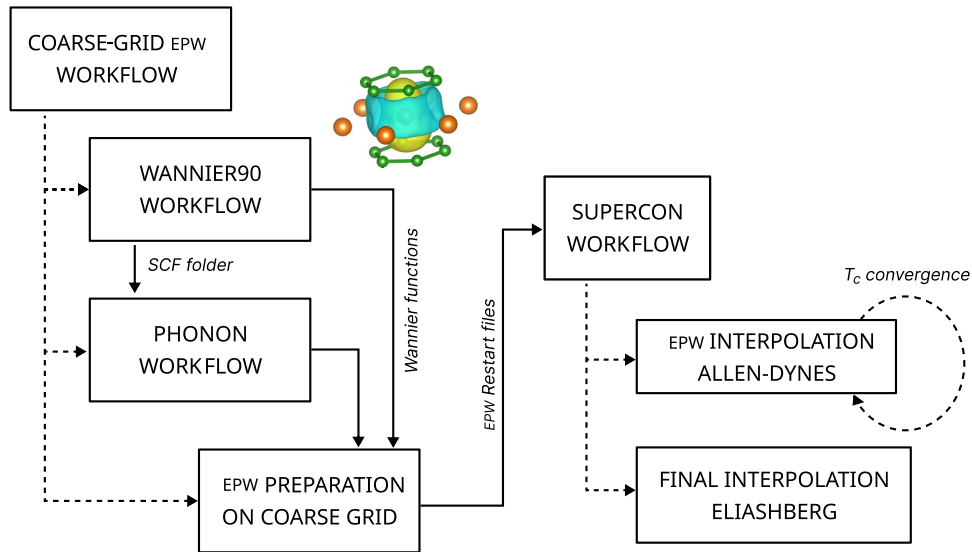 COARSE-GRID EPW
WORKFLOW
WANNIER90
WORKFLOW
SCF folder
PHONON
WORKFLOW
Wannier functions
EPW PREPARATION
ON COARSE GRID
EPW Restart files
SUPERCON
WORKFLOW
Tc convergence
EPW INTERPOLATION
ALLEN-DYNES
FINAL INTERPOLATION
ELIASHBERG